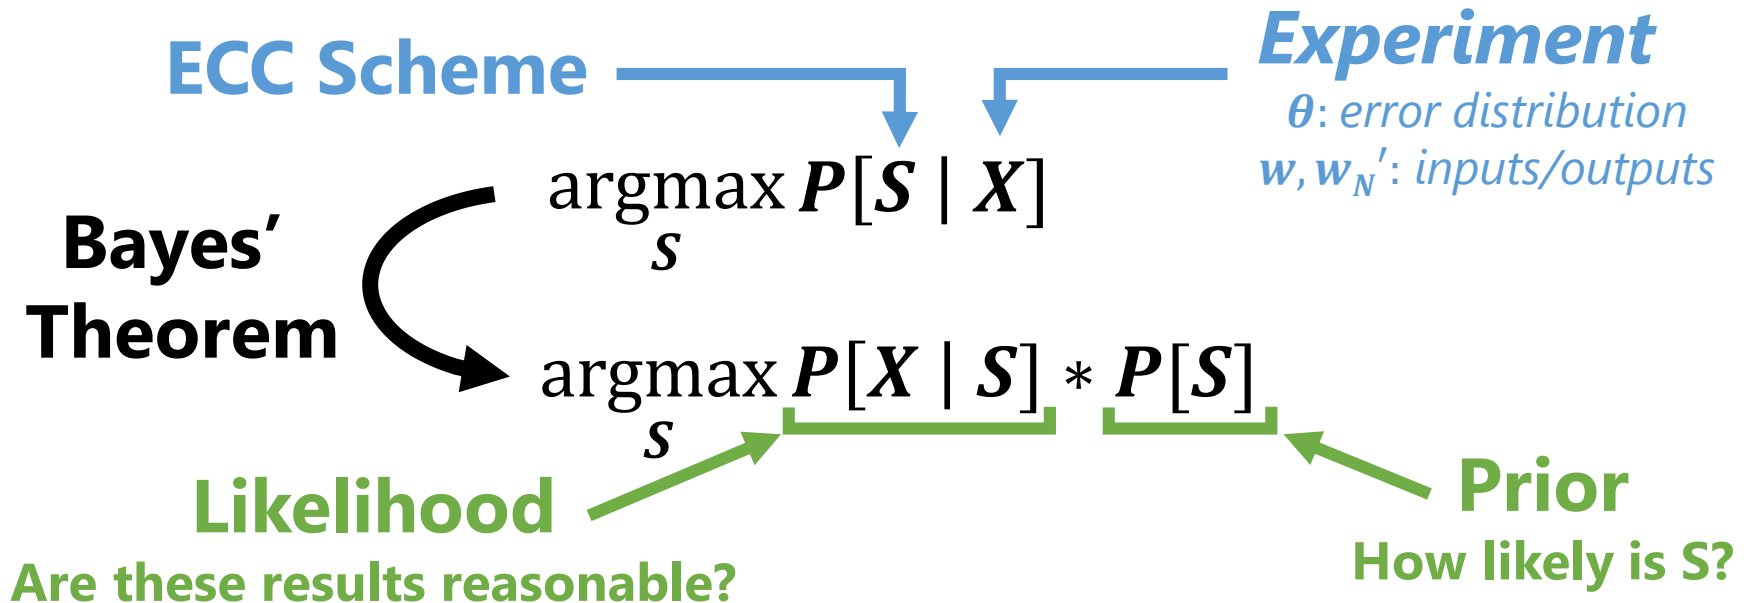 ECC Scheme
Experiment
θ: error distribution
w, w_N′: inputs/outputs
argmax P[S | X]
S
Bayes’
Theorem
argmax P[X | S] * P[S]
S
Likelihood
Are these results reasonable?
Prior
How likely is S?